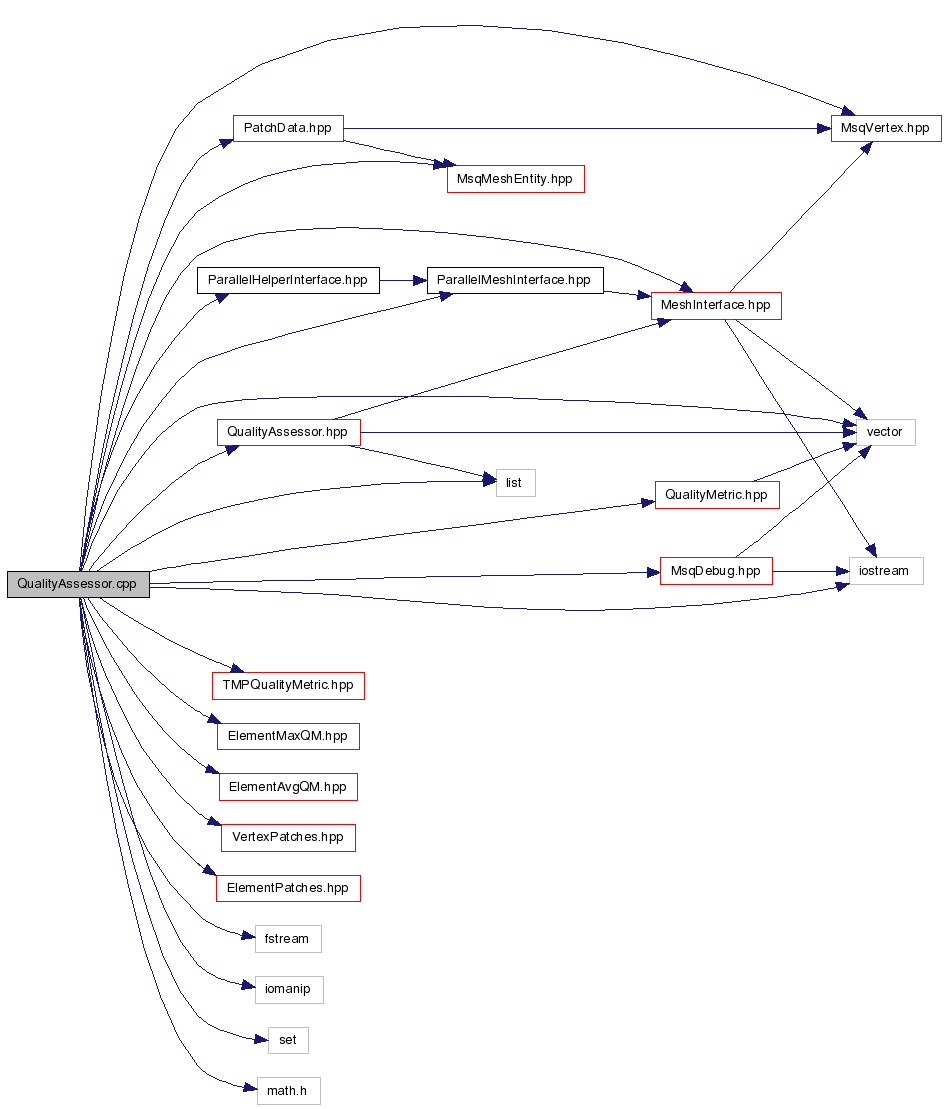 PatchData.hpp
MsqVertex.hpp
MsqMeshEntity.hpp
ParallelHelperInterface.hpp
ParallelMeshInterface.hpp
MeshInterface.hpp
QualityAssessor.hpp
vector
list
QualityMetric.hpp
MsqDebug.hpp
iostream
QualityAssessor.cpp
TMPQualityMetric.hpp
ElementMaxQM.hpp
ElementAvgQM.hpp
VertexPatches.hpp
ElementPatches.hpp
fstream
iomanip
set
math.h